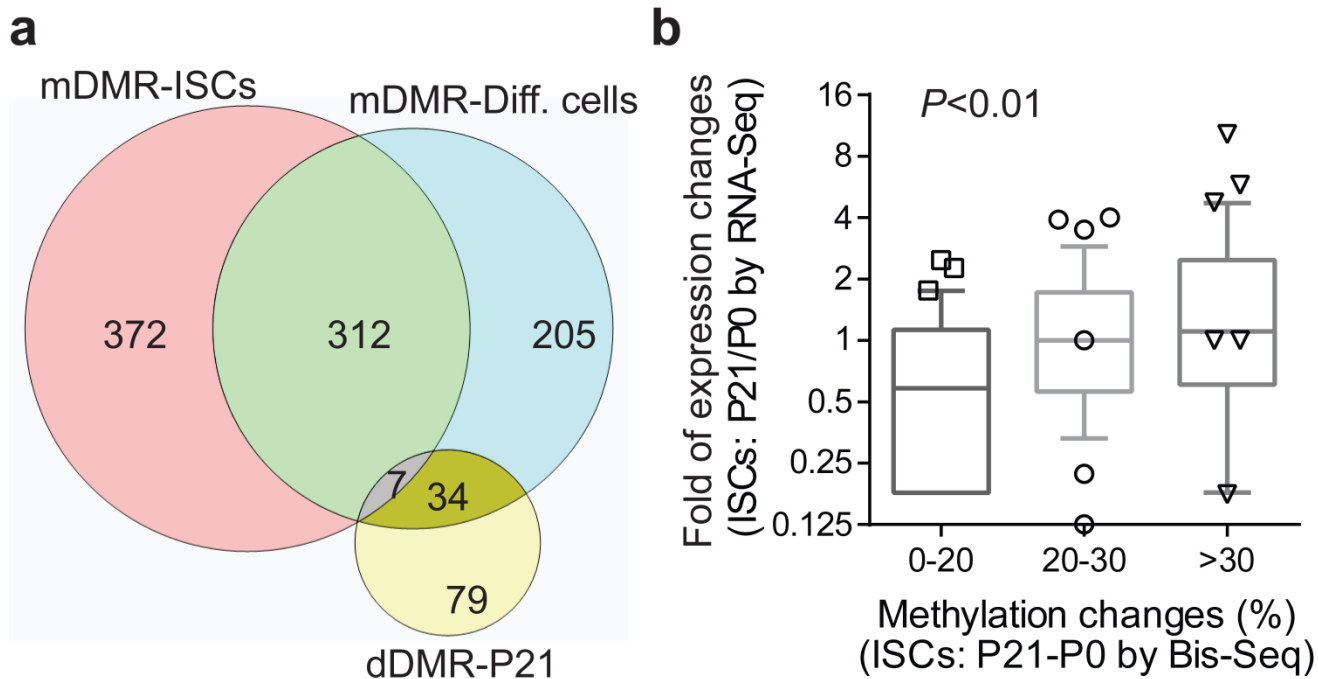 a
mDMR-ISCs
mDMR-Diff. cells
372
312
205
7
34
79
dDMR-P21
b
Fold of expression changes
(ISCs: P21/P0 by RNA-Seq)
16
8
4
2
1
0.5
0.25
0.125
P<0.01
0-20
20-30
>30
Methylation changes (%)
(ISCs: P21-P0 by Bis-Seq)